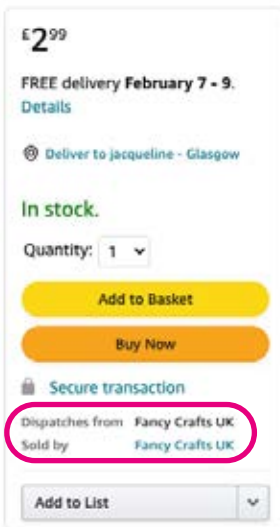 £2.99
FREE delivery February 7 - 9.
Details
Deliver to jacqueline - Glasgow
In stock.
Quantity: 1
Add to Basket
Buy Now
Secure transaction
Dispatches from Fancy Crafts UK
Sold by Fancy Crafts UK
Add to List